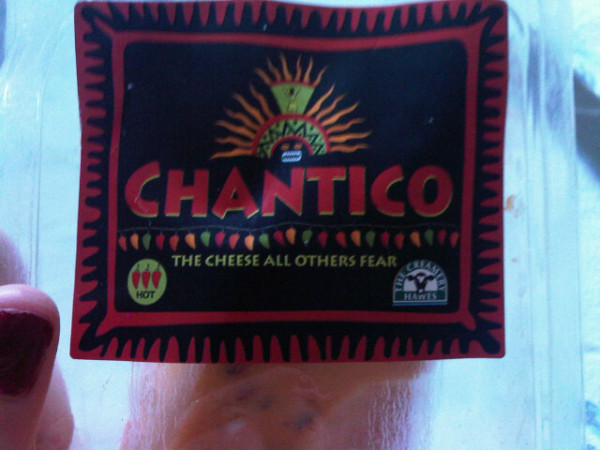 CHANTICO
THE CHEESE ALL OTHERS FEAR
HOT
THE CREAMERY
HAWES